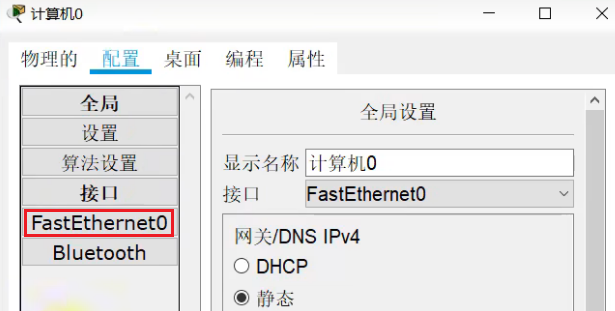 计算机0
物理的 配置 桌面 编程 属性
全局
设置
算法设置
接口
FastEthernet0
Bluetooth
全局设置
显示名称 计算机0
接口 FastEthernet0
网关/DNS IPv4
DHCP
静态